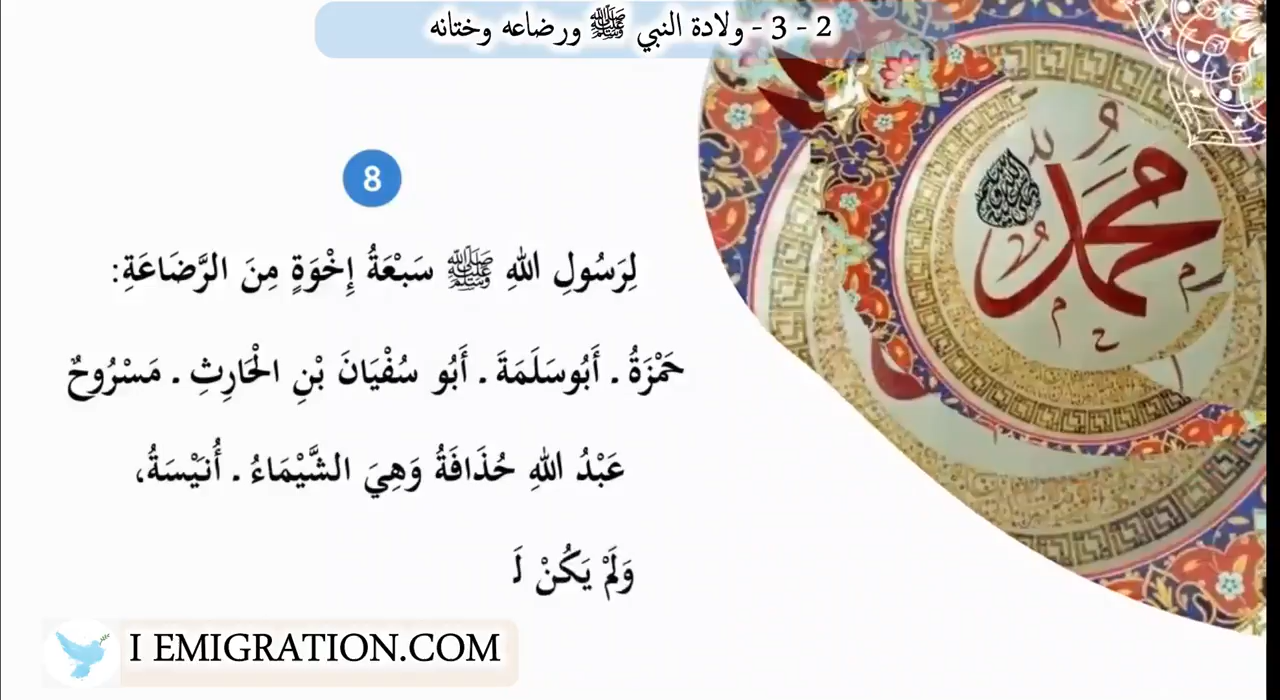 2 - 3 - ولادة النبي ﷺ ورضاعه وختانه
8
لِرَسُولِ اللهِ ﷺ سَبْعَةُ إِخْوَةٍ مِنَ الرَّضَاعَةِ:
حَمْزَةُ . أَبُوسَلَمَةَ . أَبُو سُفْيَانَ بْنِ الْحَارِثِ . مَسْرُوحٌ
عَبْدُ اللهِ حُذَافَةُ وَهِيَ الشَّيْمَاءُ . أُنَيْسَةُ،
وَلَمْ يَكُنْ لَ
محمد
I EMIGRATION.COM